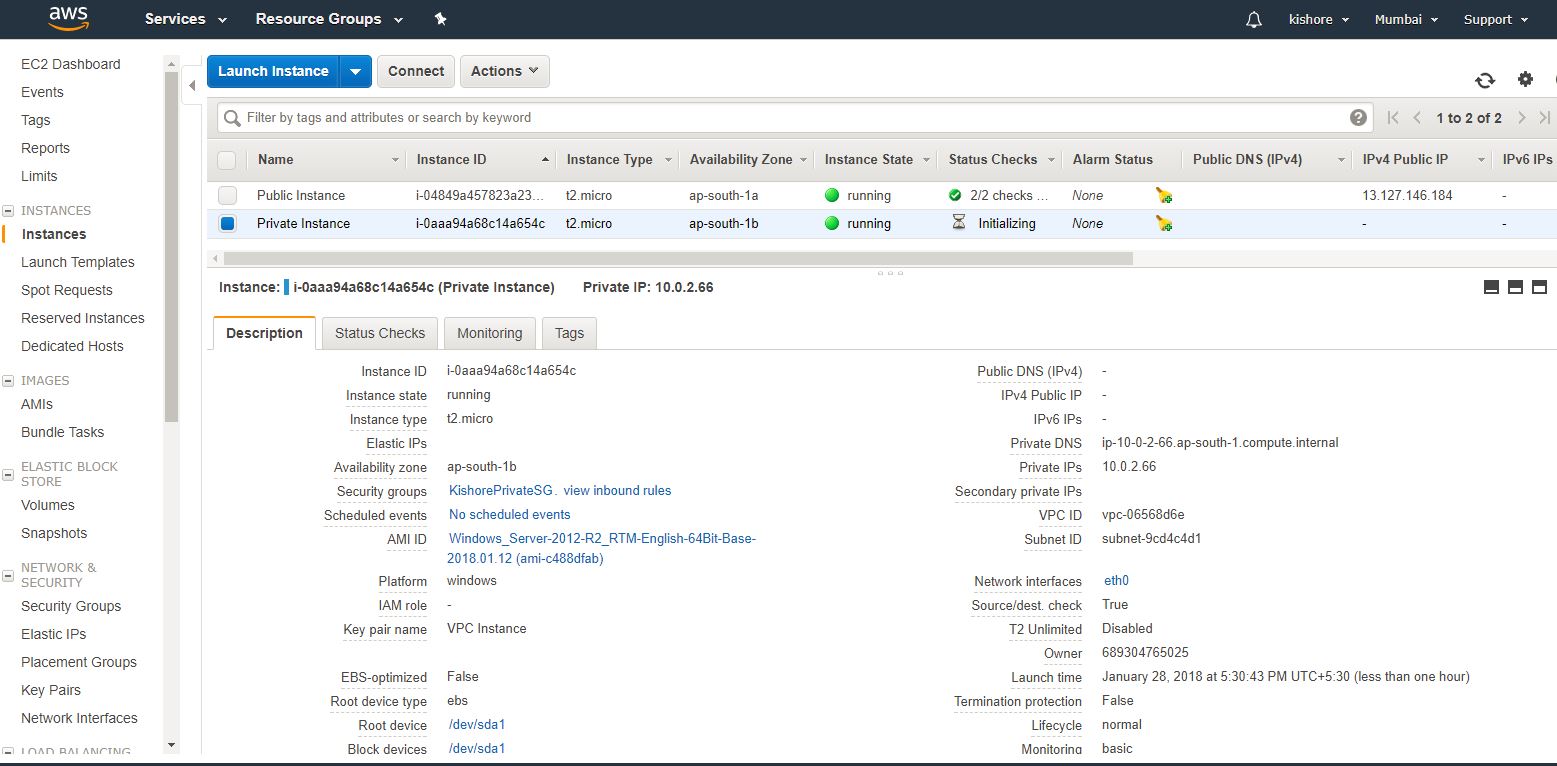 aws Services Resource Groups kishore Mumbai Support
EC2 Dashboard
Events
Tags
Reports
Limits
INSTANCES
Instances
Launch Templates
Spot Requests
Reserved Instances
Dedicated Hosts
IMAGES
AMIs
Bundle Tasks
ELASTIC BLOCK
STORE
Volumes
Snapshots
NETWORK &
SECURITY
Security Groups
Elastic IPs
Placement Groups
Key Pairs
Network Interfaces
LOAD BALANCING
Launch Instance Connect Actions
Filter by tags and attributes or search by keyword ? 1 to 2 of 2
Name Instance ID Instance Type Availability Zone Instance State Status Checks Alarm Status Public DNS (IPv4) IPv4 Public IP IPv6 IPs
Public Instance i-04849a457823a23... t2.micro ap-south-1a running 2/2 checks ... None 13.127.146.184 -
Private Instance i-0aaa94a68c14a654c t2.micro ap-south-1b running Initializing None - -
Instance: i-0aaa94a68c14a654c (Private Instance) Private IP: 10.0.2.66
Description Status Checks Monitoring Tags
Instance ID i-0aaa94a68c14a654c Public DNS (IPv4) -
Instance state running IPv4 Public IP -
Instance type t2.micro IPv6 IPs -
Elastic IPs Private DNS ip-10-0-2-66.ap-south-1.compute.internal
Availability zone ap-south-1b Private IPs 10.0.2.66
Security groups KishorePrivateSG. view inbound rules Secondary private IPs
Scheduled events No scheduled events VPC ID vpc-06568d6e
AMI ID Windows_Server-2012-R2_RTM-English-64Bit-Base- Subnet ID subnet-9cd4c4d1
2018.01.12 (ami-c488dfab)
Platform windows Network interfaces eth0
IAM role - Source/dest. check True
Key pair name VPC Instance T2 Unlimited Disabled
Owner 689304765025
EBS-optimized False Launch time January 28, 2018 at 5:30:43 PM UTC+5:30 (less than one hour)
Root device type ebs Termination protection False
Root device /dev/sda1 Lifecycle normal
Block devices /dev/sda1 Monitoring basic